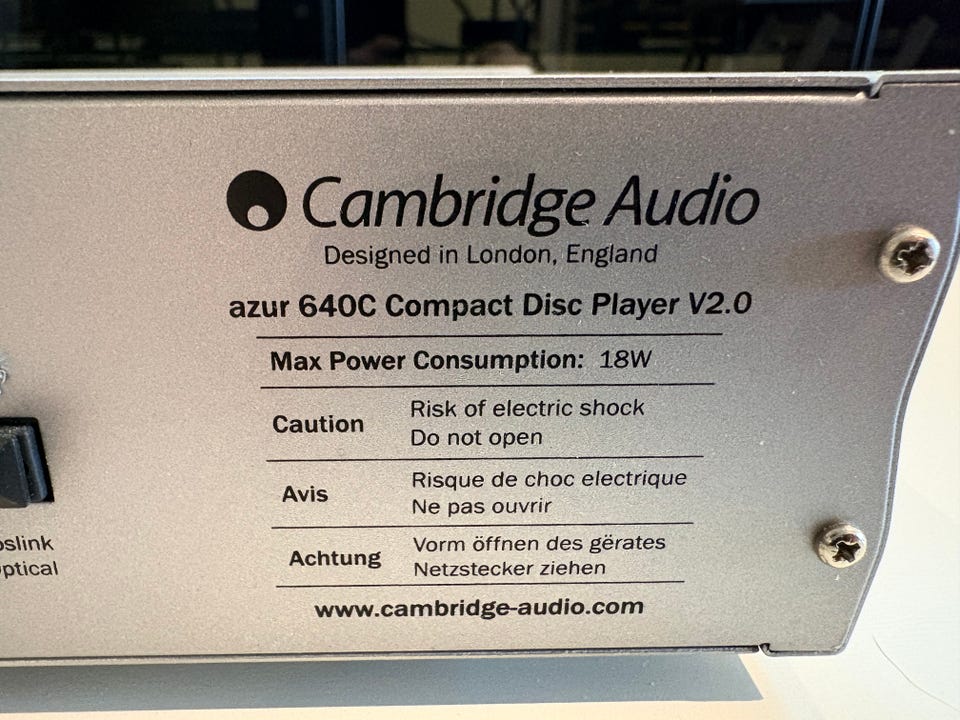 Cambridge Audio
Designed in London, England
azur 640C Compact Disc Player V2.0
Max Power Consumption: 18W
Caution
Risk of electric shock
Do not open
Avis
Risque de choc electrique
Ne pas ouvrir
Achtung
Vorm öffnen des gërates
Netzstecker ziehen
www.cambridge-audio.com
oslink
ptical